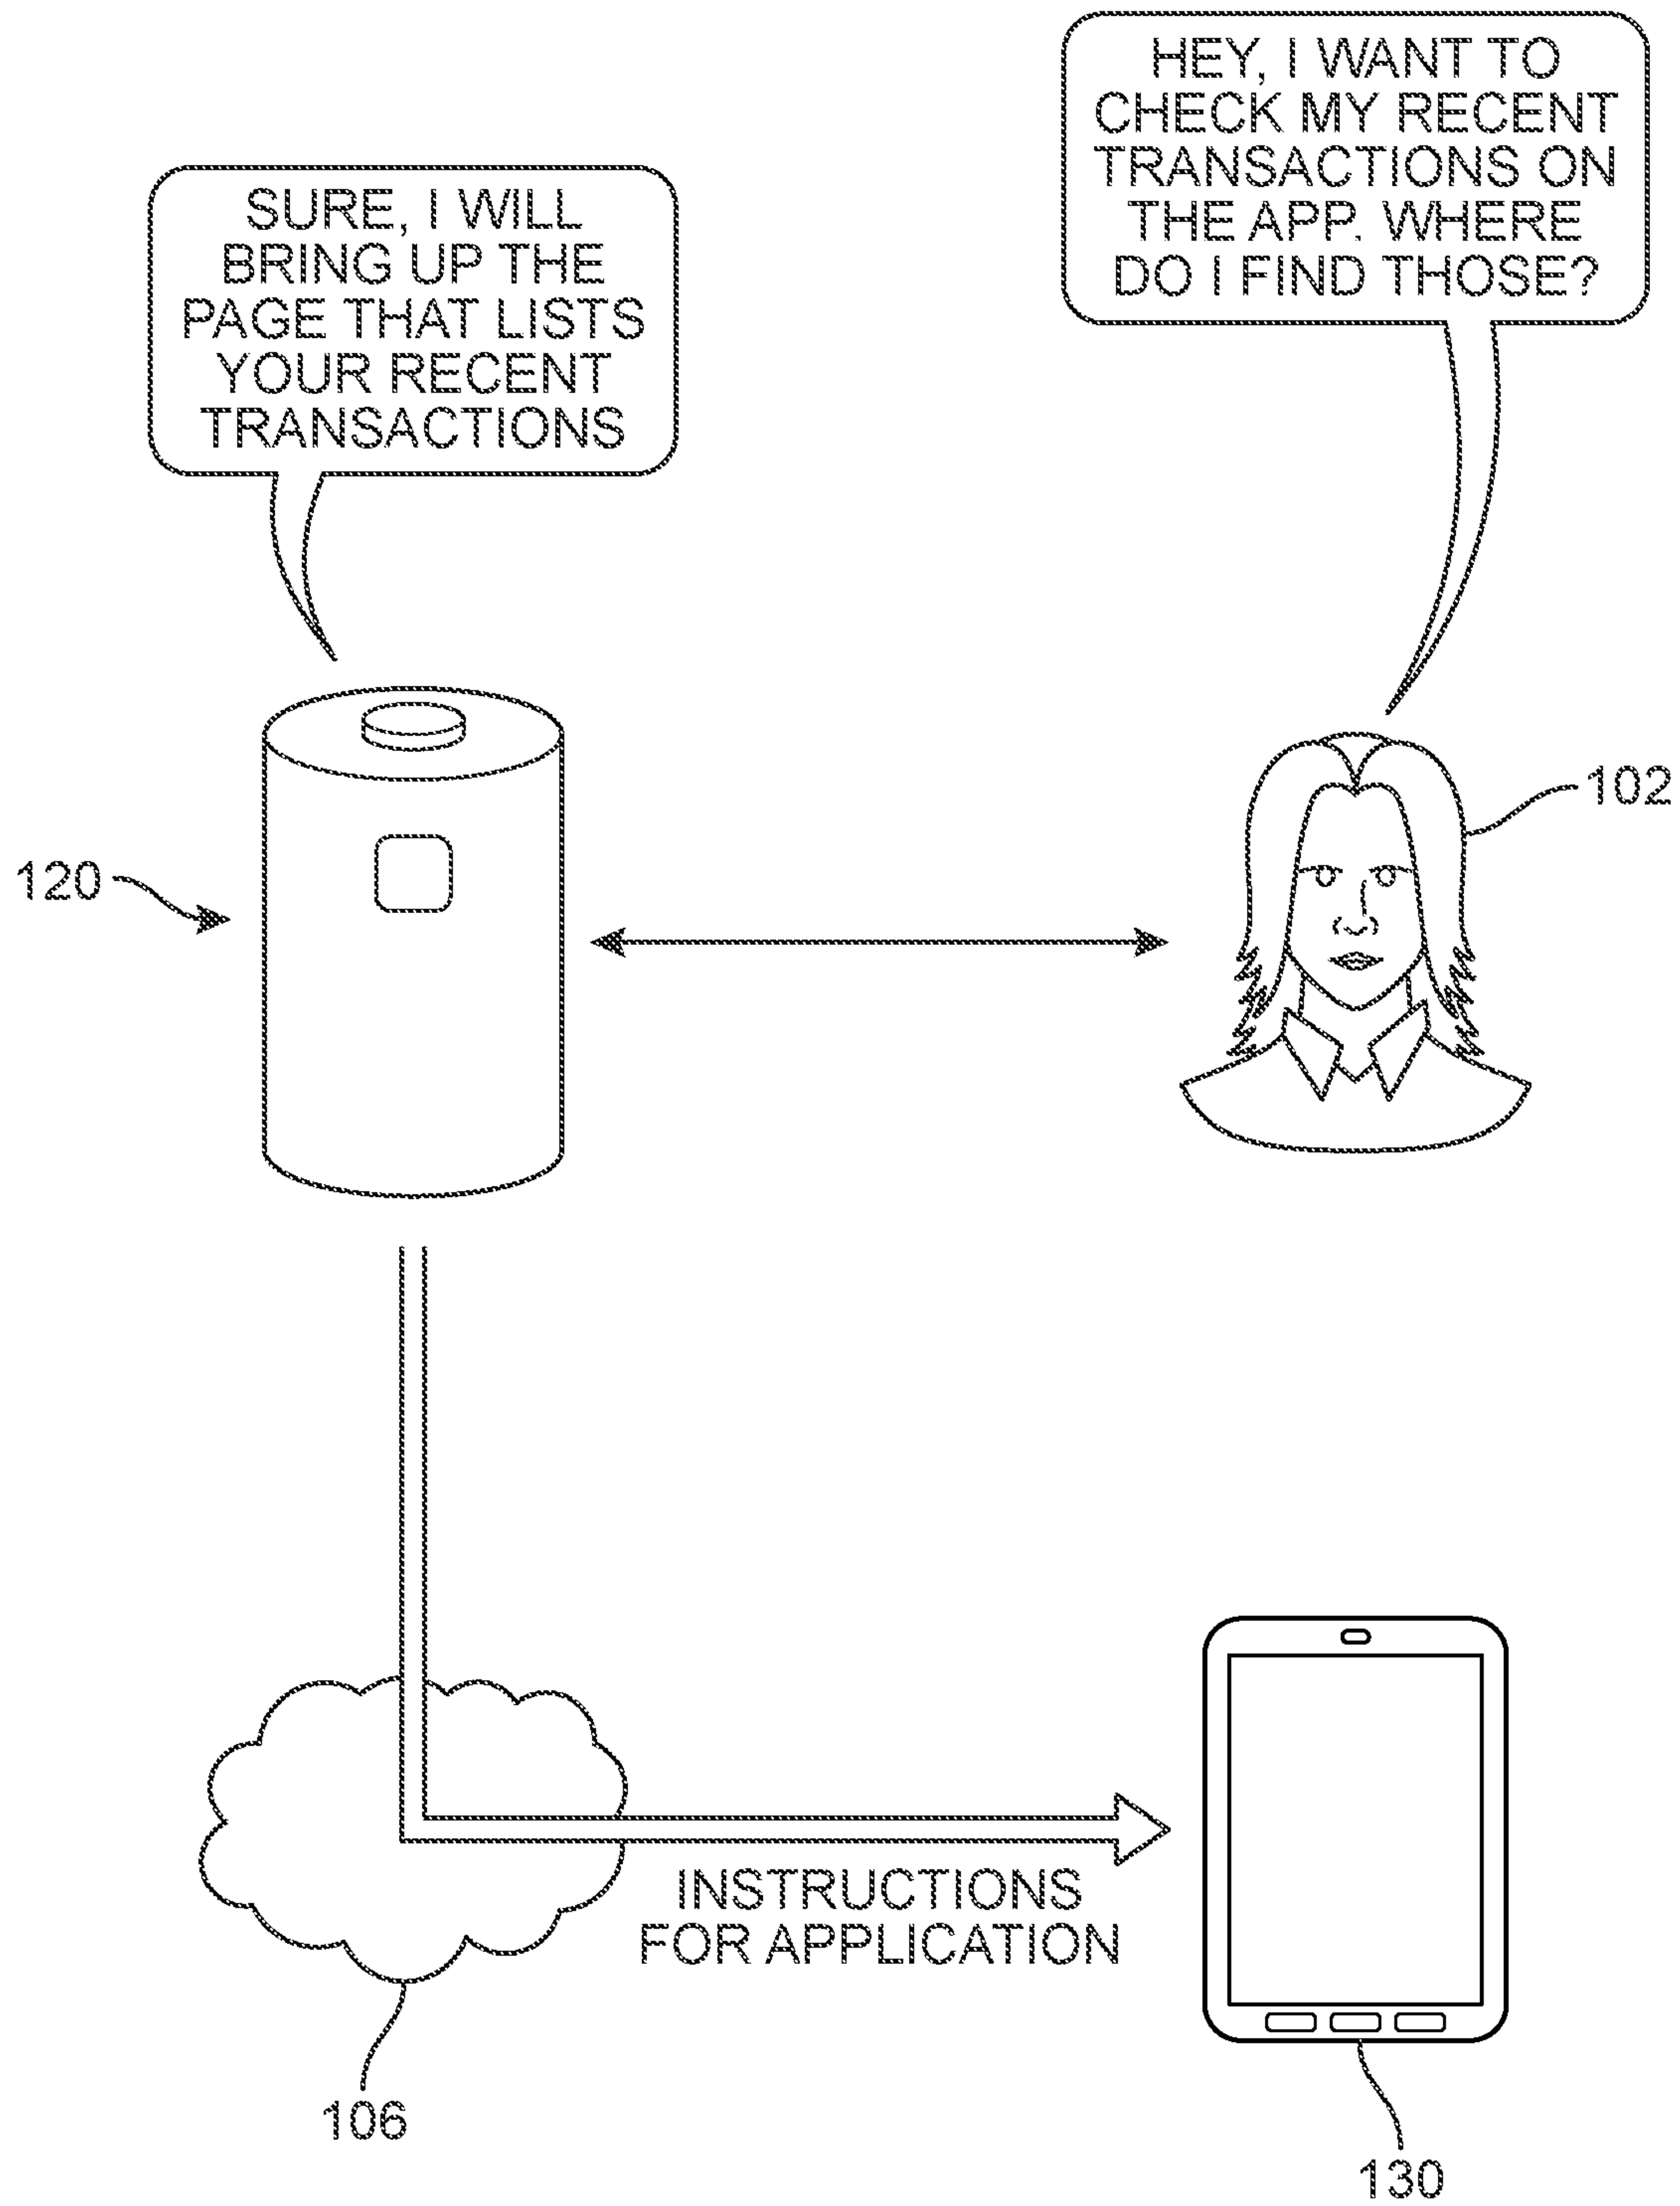 HEY, I WANT TO
CHECK MY RECENT
TRANSACTIONS ON
THE APP. WHERE
DO I FIND THOSE?
SURE, I WILL
BRING UP THE
PAGE THAT LISTS
YOUR RECENT
TRANSACTIONS
102
120
INSTRUCTIONS
FOR APPLICATION
106
130